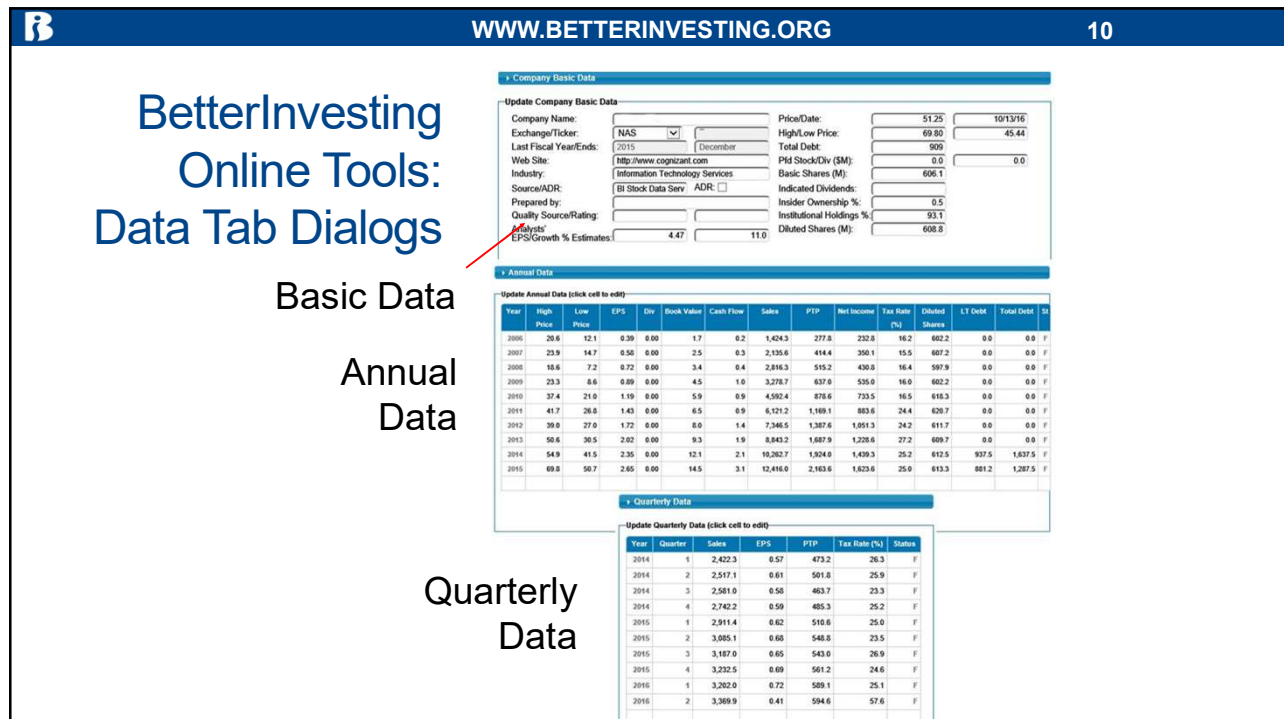 WWW.BETTERINVESTING.ORG 10
BetterInvesting
Online Tools:
Data Tab Dialogs
Basic Data
Annual
Data
Quarterly
Data
Company Basic Data
Update Company Basic Data
Company Name: Price/Date: 51.25 10/13/16
Exchange/Ticker: NAS High/Low Price: 69.80 45.44
Last Fiscal Year/Ends: 2015 December Total Debt: 909
Web Site: http://www.cognizant.com Pfd Stock/Div ($M): 0.0 0.0
Industry: Information Technology Services Basic Shares (M): 606.1
Source/ADR: BI Stock Data Serv ADR: Indicated Dividends:
Prepared by: Insider Ownership %: 0.5
Quality Source/Rating: Institutional Holdings %: 93.1
Analysts'
EPS/Growth % Estimates: 4.47 11.0 Diluted Shares (M): 608.8
Annual Data
Update Annual Data (click cell to edit)
Year High Price Low Price EPS Div Book Value Cash Flow Sales PTP Net Income Tax Rate (%) Diluted Shares LT Debt Total Debt St
2006 20.6 12.1 0.39 0.00 1.7 0.2 1,424.3 277.8 232.8 16.2 602.2 0.0 0.0 F
2007 23.9 14.7 0.58 0.00 2.5 0.3 2,135.6 414.4 350.1 15.5 607.2 0.0 0.0 F
2008 18.6 7.2 0.72 0.00 3.4 0.4 2,816.3 515.2 430.8 16.4 597.9 0.0 0.0 F
2009 23.3 8.6 0.89 0.00 4.5 1.0 3,278.7 637.0 535.0 16.0 602.2 0.0 0.0 F
2010 37.4 21.0 1.19 0.00 5.9 0.9 4,592.4 878.6 733.5 16.5 618.3 0.0 0.0 F
2011 41.7 26.8 1.43 0.00 6.5 0.9 6,121.2 1,169.1 883.6 24.4 620.7 0.0 0.0 F
2012 39.0 27.0 1.72 0.00 8.0 1.4 7,346.5 1,387.6 1,051.3 24.2 611.7 0.0 0.0 F
2013 50.6 30.5 2.02 0.00 9.3 1.9 8,843.2 1,687.9 1,228.6 27.2 609.7 0.0 0.0 F
2014 54.9 41.5 2.35 0.00 12.1 2.1 10,262.7 1,924.0 1,439.3 25.2 612.5 937.5 1,637.5 F
2015 69.8 50.7 2.65 0.00 14.5 3.1 12,416.0 2,163.6 1,623.6 25.0 613.3 881.2 1,287.5 F
Quarterly Data
Update Quarterly Data (click cell to edit)
Year Quarter Sales EPS PTP Tax Rate (%) Status
2014 1 2,422.3 0.57 473.2 26.3 F
2014 2 2,517.1 0.61 501.8 25.9 F
2014 3 2,581.0 0.58 463.7 23.3 F
2014 4 2,742.2 0.59 485.3 25.2 F
2015 1 2,911.4 0.62 510.6 25.0 F
2015 2 3,085.1 0.68 548.8 23.5 F
2015 3 3,187.0 0.65 543.0 26.9 F
2015 4 3,232.5 0.69 561.2 24.6 F
2016 1 3,202.0 0.72 589.1 25.1 F
2016 2 3,369.9 0.41 594.6 57.6 F